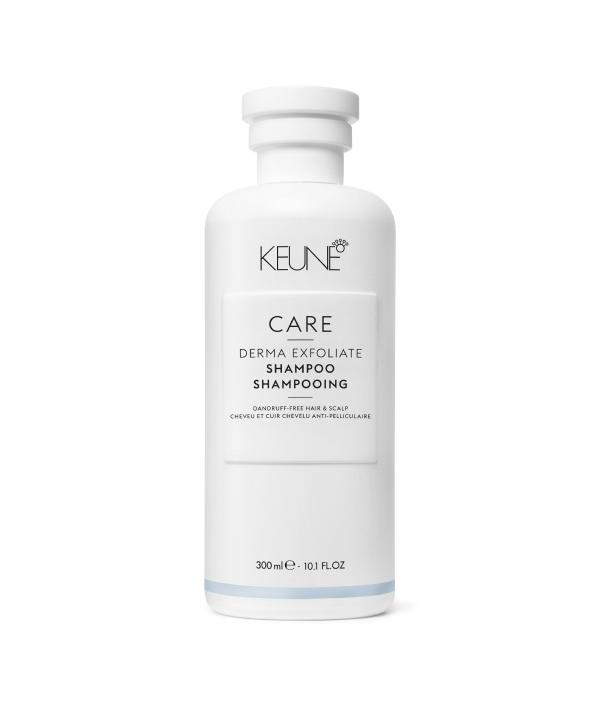 KEUNE
CARE
DERMA EXFOLIATE
SHAMPOO
SHAMPOOING
DANDRUFF-FREE HAIR & SCALP
CHEVEU ET CUIR CHEVELU ANTI-PELLICULAIRE
300 ml ℮ - 10.1 FL.OZ